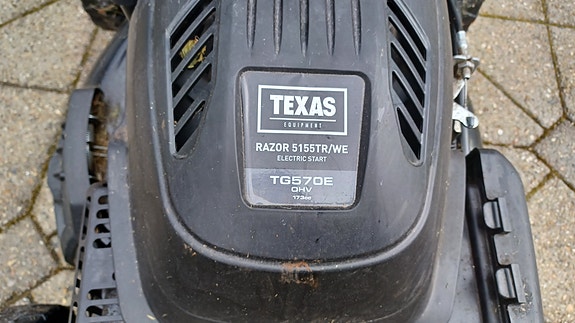 TEXAS
EQUIPMENT
RAZOR 5155TR/WE
ELECTRIC START
TG570E
OHV
173cc